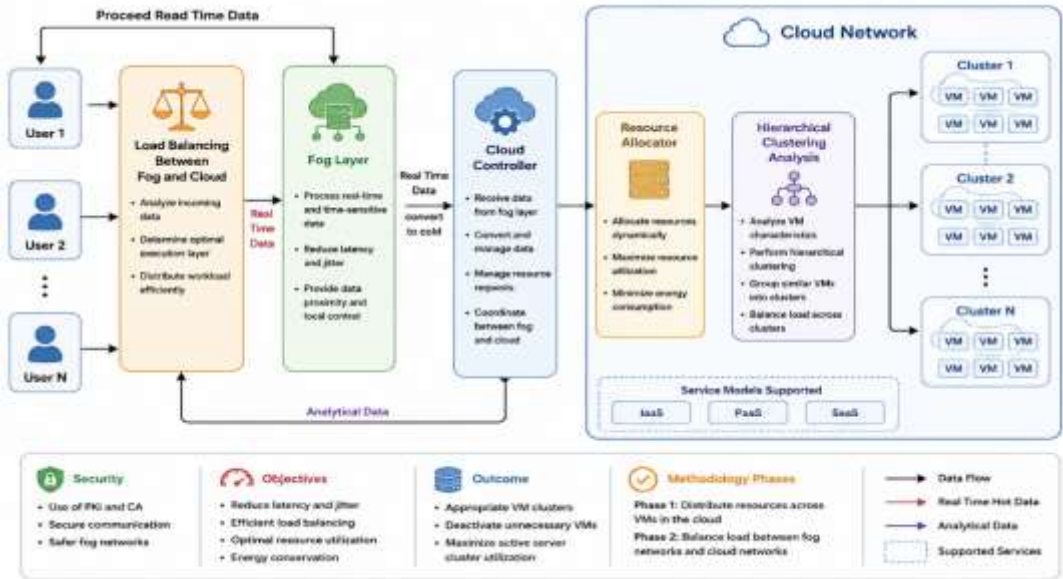 Proceed Read Time Data
User 1
User 2
User N
Load Balancing
Between
Fog and Cloud
• Analyze incoming
data
• Determine optimal
execution layer
• Distribute workload
efficiently
Real
Time
Data
Fog Layer
• Process real-time
and time-sensitive
data
• Reduce latency
and jitter
• Provide data
proximity and
local control
Real Time
Data
convert
to cold
Cloud
Controller
• Receive data
from fog layer
• Convert and
manage data
• Manage resource
requests
• Coordinate
between fog
and cloud
Analytical Data
Cloud Network
Resource
Allocator
• Allocate resources
dynamically
• Maximize resource
utilization
• Minimize energy
consumption
Hierarchical
Clustering
Analysis
• Analyze VM
characteristics
• Perform hierarchical
clustering
• Group similar VMs
into clusters
• Balance load across
clusters
Cluster 1
VM VM VM
VM VM VM
Cluster 2
VM VM VM
VM VM VM
Cluster N
VM VM VM
VM VM VM
Service Models Supported
IaaS PaaS SaaS
Security
• Use of PKI and CA
• Secure communication
• Safer fog networks
Objectives
• Reduce latency and jitter
• Efficient load balancing
• Optimal resource utilization
• Energy conservation
Outcome
• Appropriate VM clusters
• Deactivate unnecessary VMs
• Maximize active server
cluster utilization
Methodology Phases
Phase 1: Distribute resources across
VMs in the cloud
Phase 2: Balance load between fog
networks and cloud networks
Data Flow
Real Time Hot Data
Analytical Data
Supported Services